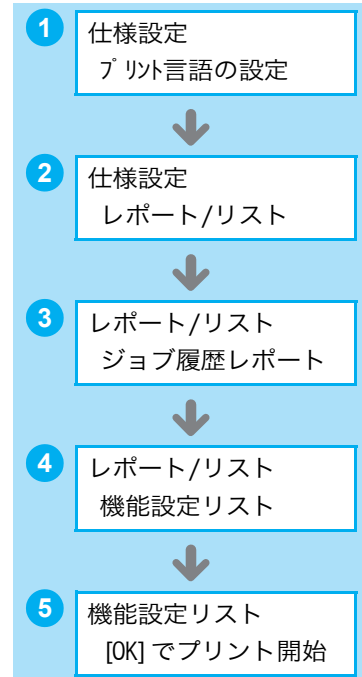 1
仕様設定
プリント言語の設定
2
仕様設定
レポート/リスト
3
レポート/リスト
ジョブ履歴レポート
4
レポート/リスト
機能設定リスト
5
機能設定リスト
[OK]でプリント開始